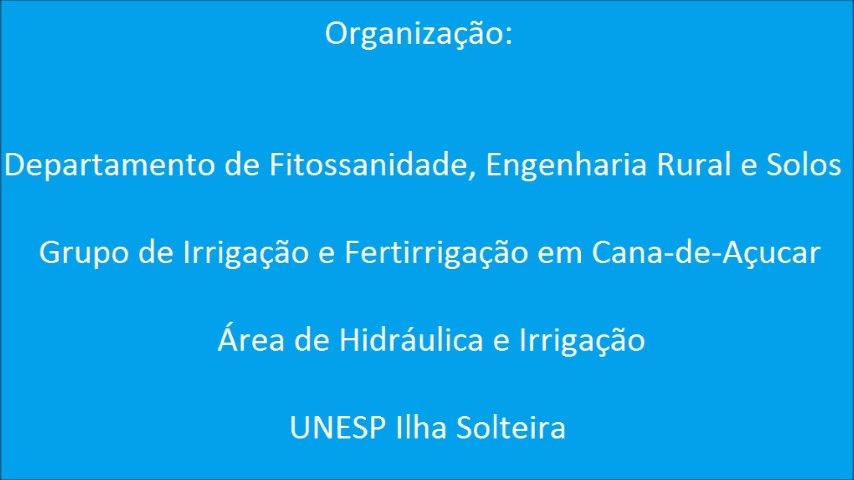 Organização:
Departamento de Fitossanidade, Engenharia Rural e Solos
Grupo de Irrigação e Fertirrigação em Cana-de-Açucar
Área de Hidráulica e Irrigação
UNESP Ilha Solteira